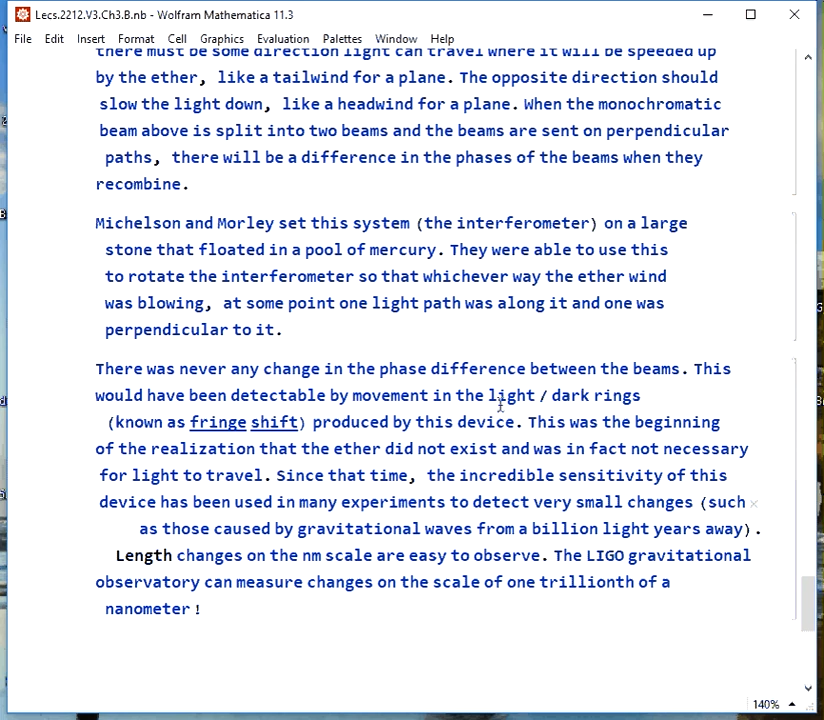 Lecs.2212.V3.Ch3.B.nb - Wolfram Mathematica 11.3
File Edit Insert Format Cell Graphics Evaluation Palettes Window Help
there must be some direction light can travel where it will be speeded up
by the ether, like a tailwind for a plane. The opposite direction should
slow the light down, like a headwind for a plane. When the monochromatic
beam above is split into two beams and the beams are sent on perpendicular
paths, there will be a difference in the phases of the beams when they
recombine.
Michelson and Morley set this system (the interferometer) on a large
stone that floated in a pool of mercury. They were able to use this
to rotate the interferometer so that whichever way the ether wind
was blowing, at some point one light path was along it and one was
perpendicular to it.
There was never any change in the phase difference between the beams. This
would have been detectable by movement in the light / dark rings
(known as fringe shift) produced by this device. This was the beginning
of the realization that the ether did not exist and was in fact not necessary
for light to travel. Since that time, the incredible sensitivity of this
device has been used in many experiments to detect very small changes (such
as those caused by gravitational waves from a billion light years away).
Length changes on the nm scale are easy to observe. The LIGO gravitational
observatory can measure changes on the scale of one trillionth of a
nanometer!
140%